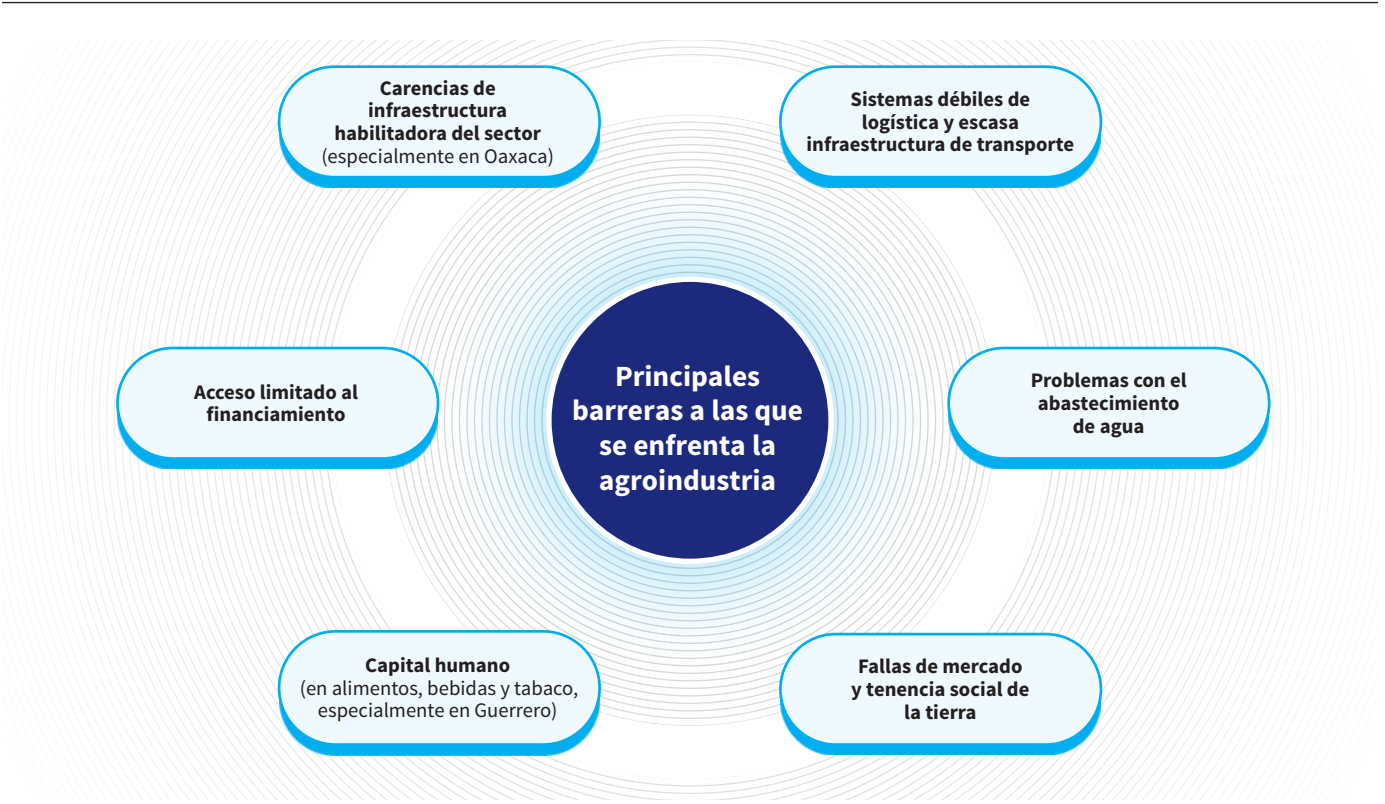 Carencias de
infraestructura
habilitadora del sector
(especialmente en Oaxaca)
Sistemas débiles de
logística y escasa
infraestructura de transporte
Acceso limitado al
financiamiento
Principales
barreras a las que
se enfrenta la
agroindustria
Problemas con el
abastecimiento
de agua
Capital humano
(en alimentos, bebidas y tabaco,
especialmente en Guerrero)
Fallas de mercado
y tenencia social de
la tierra